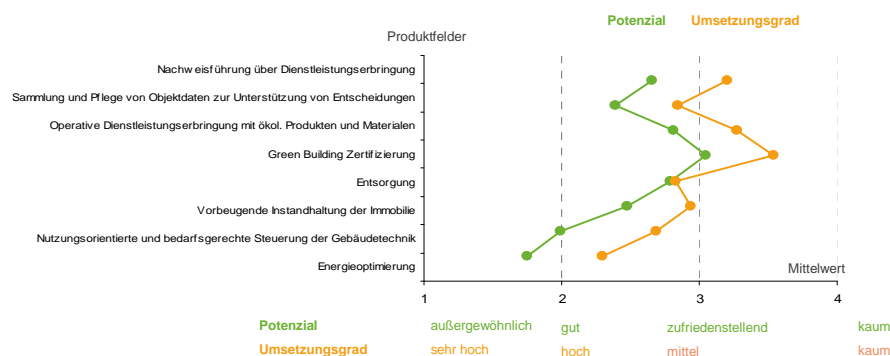 Potenzial Umsetzungsgrad
Produktfelder
Nachweisführung über Dienstleistungserbringung
Sammlung und Pflege von Objektdaten zur Unterstützung von Entscheidungen
Operative Dienstleistungserbringung mit ökol. Produkten und Materialen
Green Building Zertifizierung
Entsorgung
Vorbeugende Instandhaltung der Immobilie
Nutzungsorientierte und bedarfsgerechte Steuerung der Gebäudetechnik
Energieoptimierung
Mittelwert
1 2 3 4
Potenzial außergewöhnlich gut zufriedenstellend kaum
Umsetzungsgrad sehr hoch hoch mittel kaum